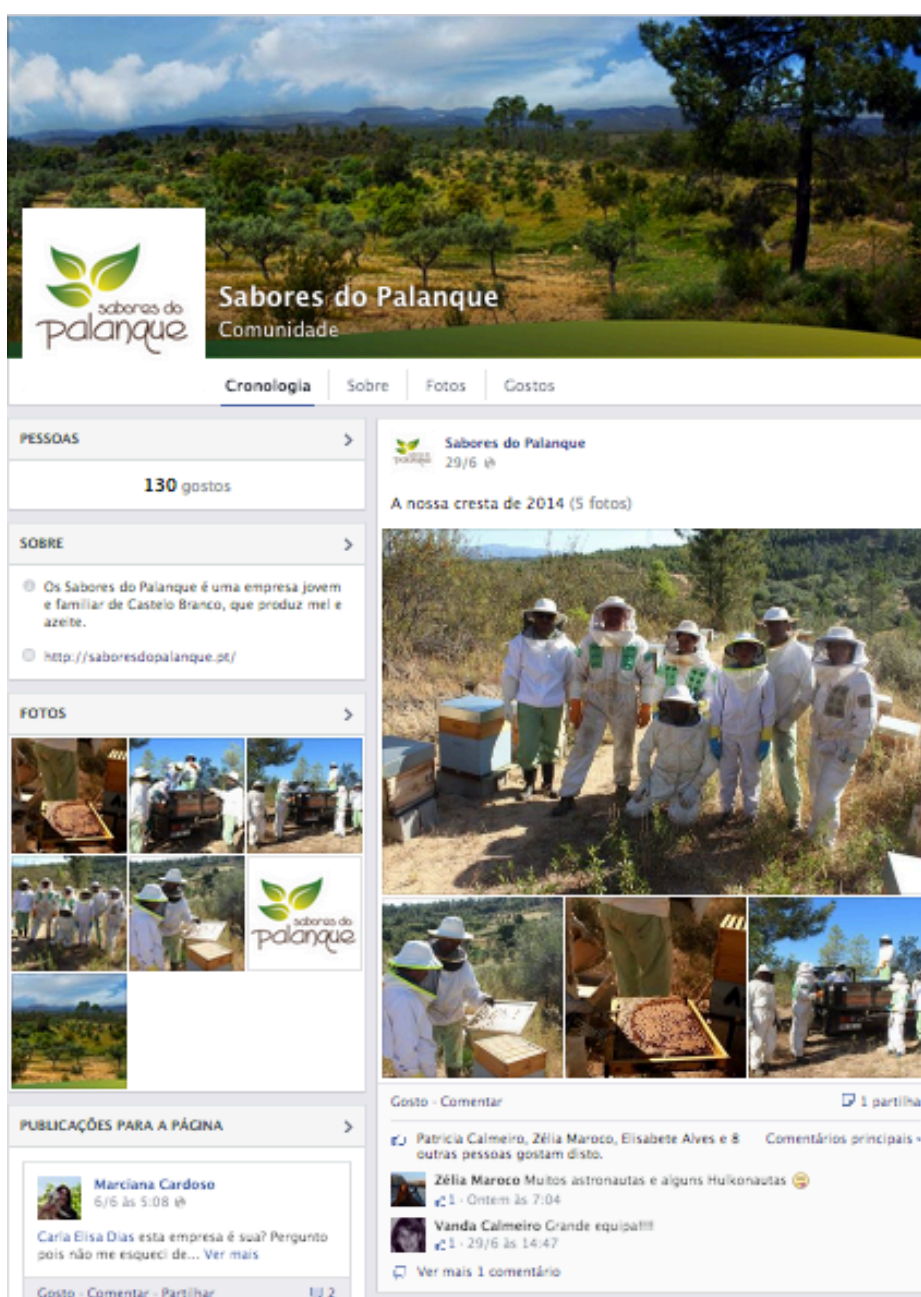 sabores do
palanque
Sabores do Palanque
Comunidade
Cronologia Sobre Fotos Gostos
PESSOAS
130 gostos
SOBRE
Os Sabores do Palanque é uma empresa jovem
e familiar de Castelo Branco, que produz mel e
azeite.
http://saboresdopalanque.pt/
FOTOS
sabores do
palanque
PUBLICAÇÕES PARA A PÁGINA
Marciana Cardoso
6/6 às 5:08
Carla Elisa Dias esta empresa é sua? Pergunto
pois não me esqueci de... Ver mais
Gosto · Comentar · Partilhar 2
Sabores do Palanque
29/6
A nossa cresta de 2014 (5 fotos)
Gosto · Comentar 1 partilha
Patricia Calmeiro, Zélia Maroco, Elisabete Alves e 8
outras pessoas gostam disto.
Comentários principais
Zélia Maroco Muitos astronautas e alguns Hulkonautas
1 · Ontem às 7:04
Vanda Calmeiro Grande equipa!!!!
1 · 29/6 às 14:47
Ver mais 1 comentário